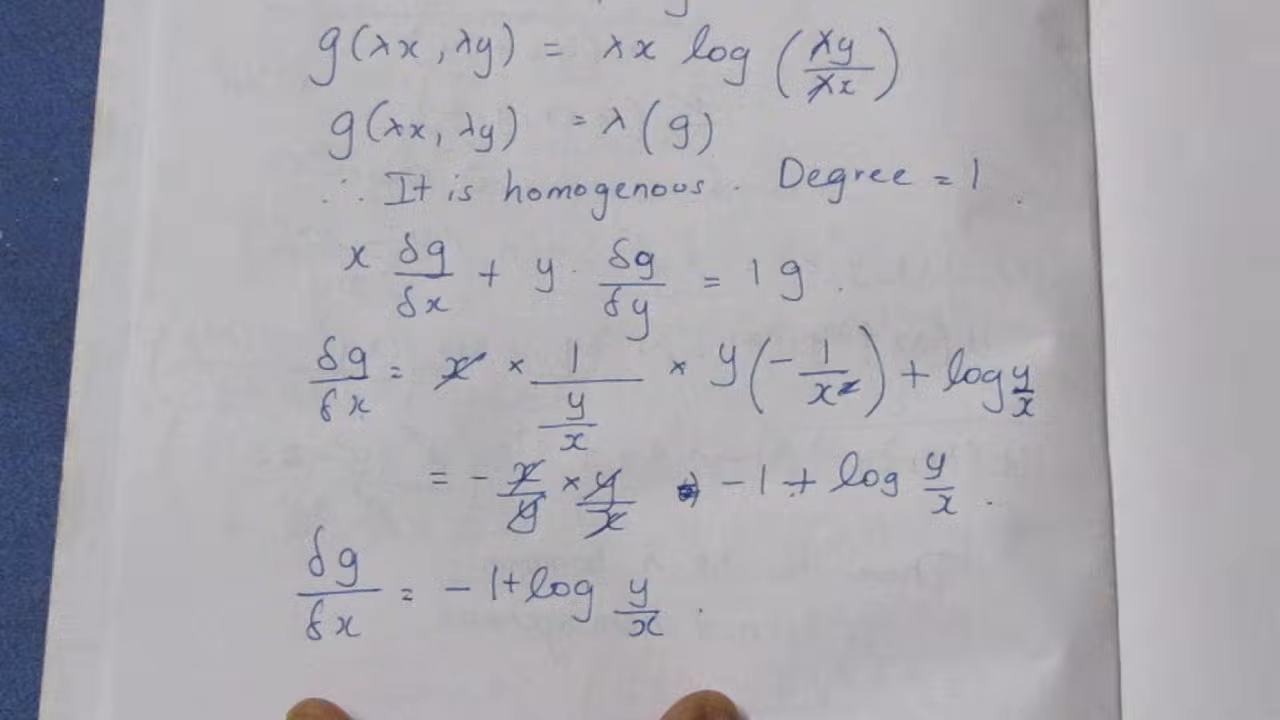 g(λx, λy) = λx log (λy/λx)
g(λx, λy) = λ(g)
∴ It is homogenous. Degree = 1.
x δg/δx + y · δg/δy = 1g.
δg/δx = x × 1/(y/x) × y(-1/x²) + log y/x
= - x/y × y/x ⇒ -1 + log y/x.
δg/δx = -1 + log y/x.